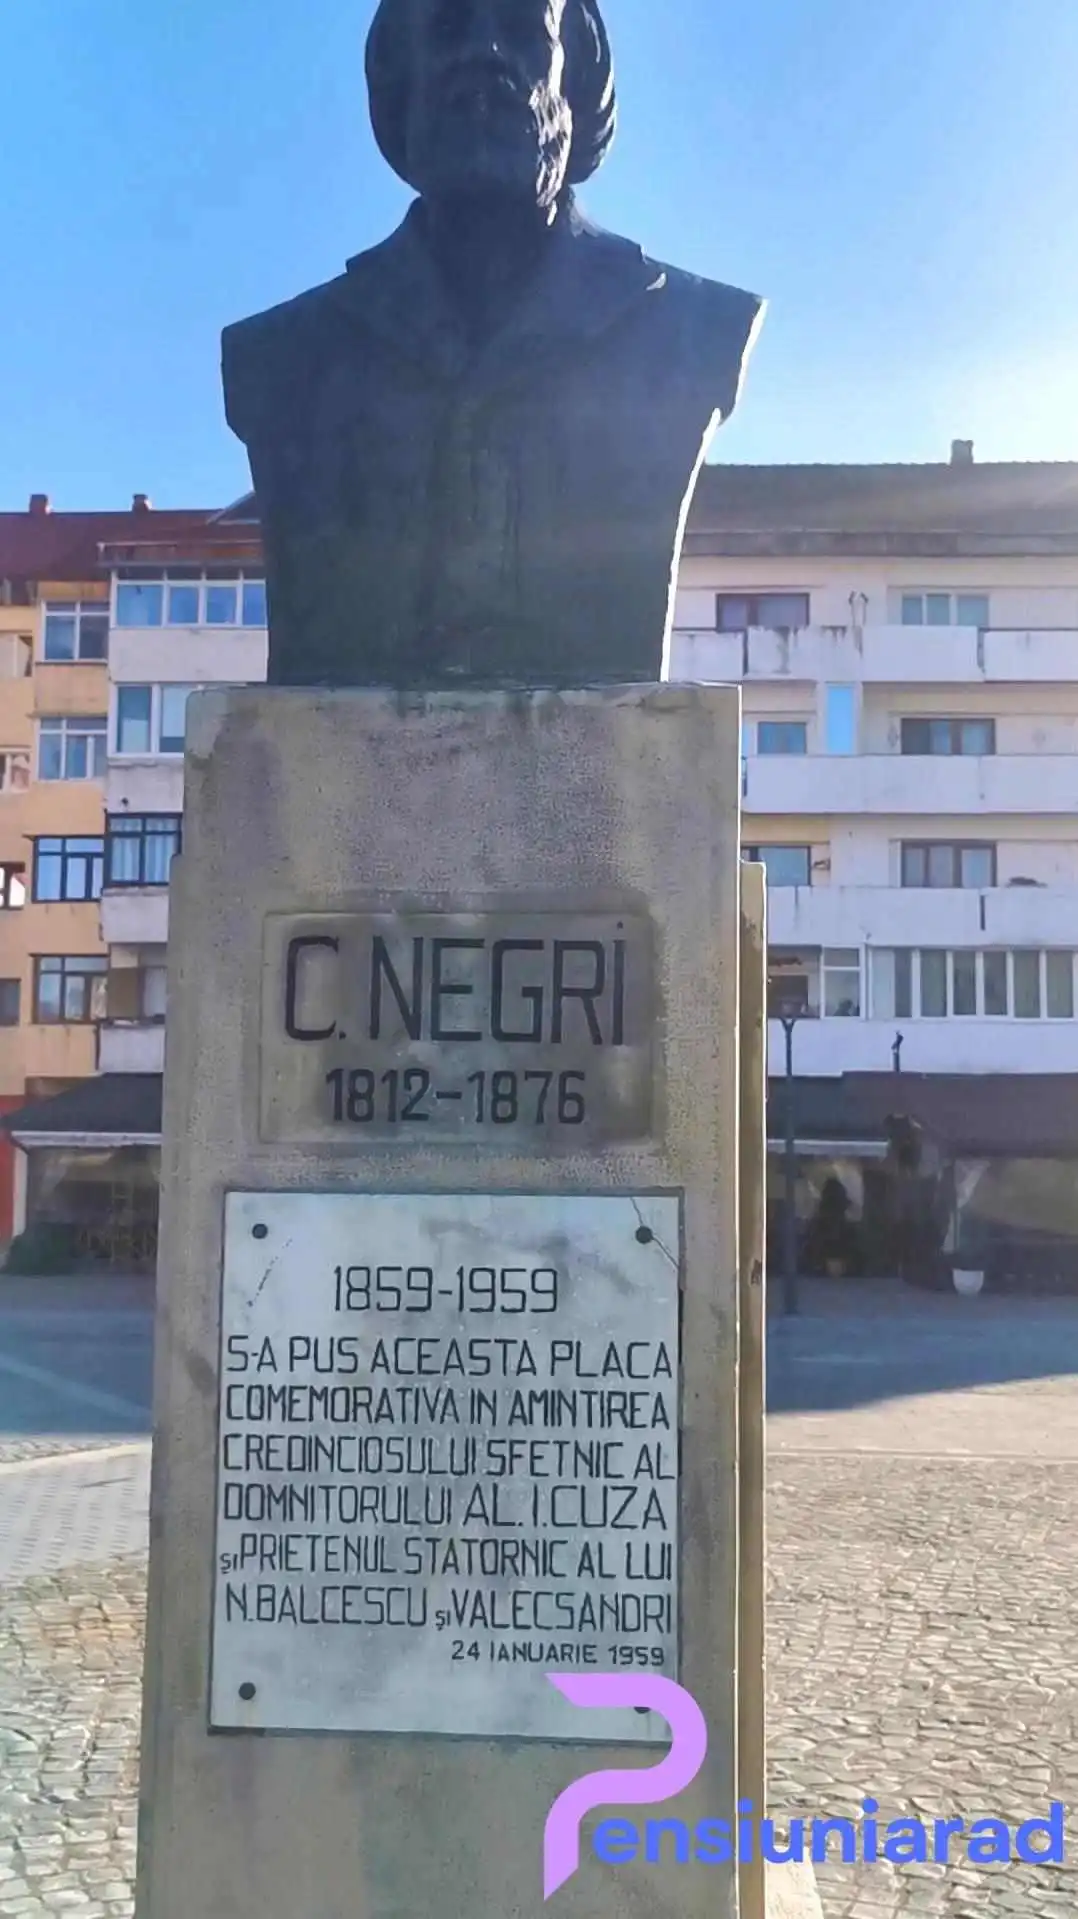 C. NEGRI
1812-1876
1859-1959
S-A PUS ACEASTA PLACA
COMEMORATIVA IN AMINTIREA
CREDINCIOSULUI SFETNIC AL
DOMNITORULUI AL. I. CUZA
ȘI PRIETENUL STATORNIC AL LUI
N. BALCESCU ȘI V ALECSANDRI
24 IANUARIE 1959
Pensiuniarad